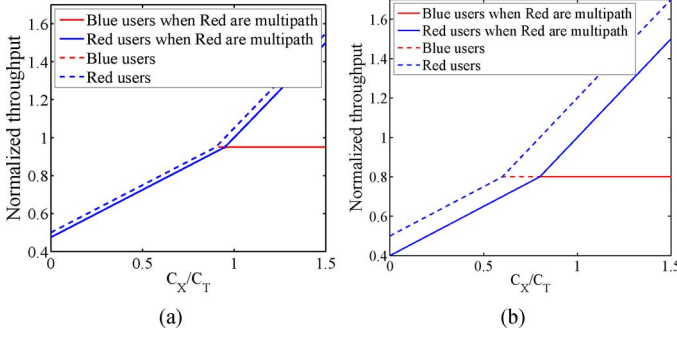 1.6
1.4
1.2
1
0.8
0.6
0.4
Normalized throughput
Blue users when Red are multipath
Red users when Red are multipath
Blue users
Red users
0
0.5
1
1.5
C_X/C_T
(a)
1.6
1.4
1.2
1
0.8
0.6
0.4
Normalized throughput
Blue users when Red are multipath
Red users when Red are multipath
Blue users
Red users
0
0.5
1
1.5
C_X/C_T
(b)